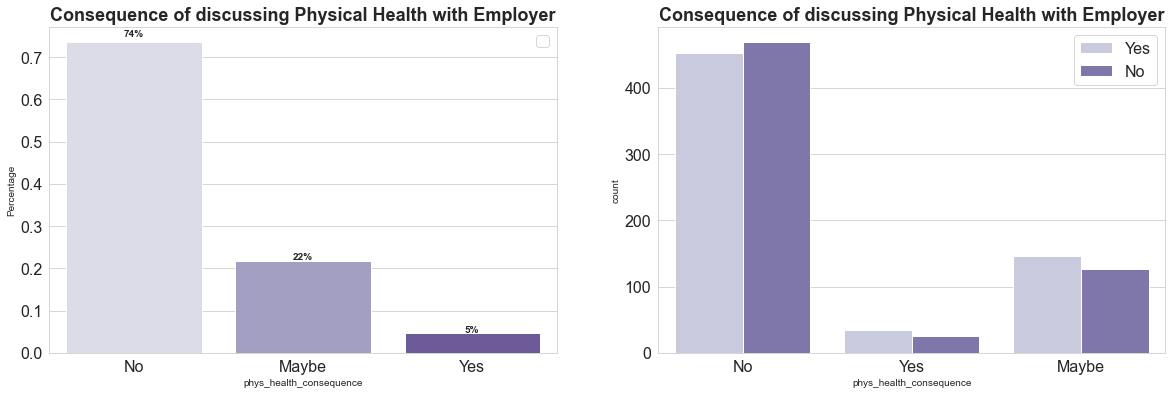 Consequence of discussing Physical Health with Employer
74%
0.7
0.6
0.5
0.4
0.3
0.2
0.1
0.0
Percentage
22%
5%
No Maybe Yes
phys_health_consequence
Consequence of discussing Physical Health with Employer
Yes
No
400
300
200
100
0
count
No Yes Maybe
phys_health_consequence